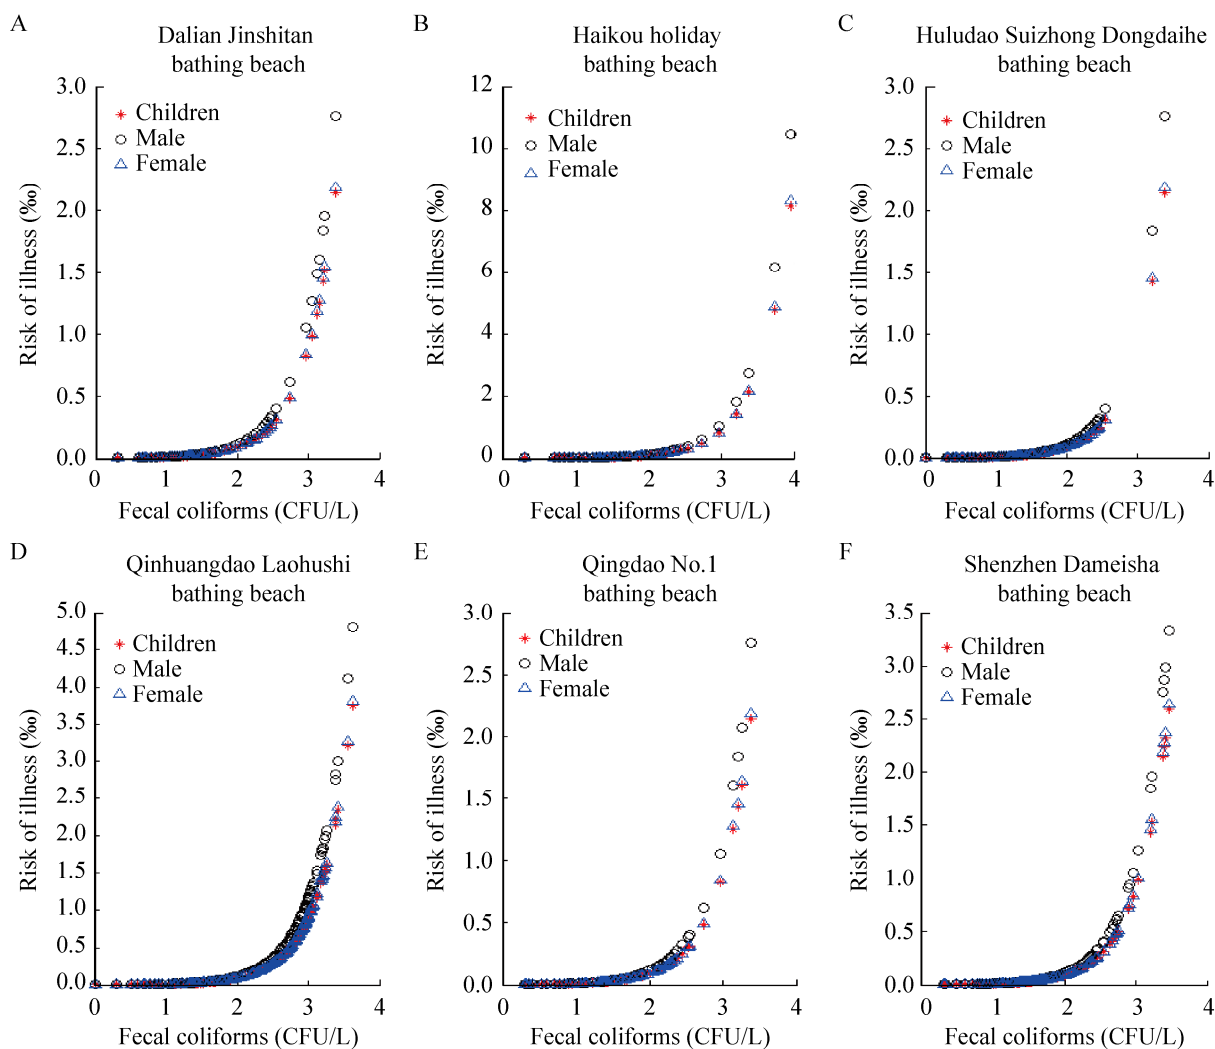 A
Dalian Jinshitan
bathing beach
3.0
2.5
2.0
1.5
1.0
0.5
0.0
Children
Male
Female
Risk of illness (‰)
0 1 2 3 4
Fecal coliforms (CFU/L)
B
Haikou holiday
bathing beach
12
10
8
6
4
2
0
Children
Male
Female
Risk of illness (‰)
0 1 2 3 4
Fecal coliforms (CFU/L)
C
Huludao Suizhong Dongdaihe
bathing beach
3.0
2.5
2.0
1.5
1.0
0.5
0.0
Children
Male
Female
Risk of illness (‰)
0 1 2 3 4
Fecal coliforms (CFU/L)
D
Qinhuangdao Laohushi
bathing beach
5.0
4.5
4.0
3.5
3.0
2.5
2.0
1.5
1.0
0.5
0.0
Children
Male
Female
Risk of illness (‰)
0 1 2 3 4
Fecal coliforms (CFU/L)
E
Qingdao No.1
bathing beach
3.0
2.5
2.0
1.5
1.0
0.5
0.0
Children
Male
Female
Risk of illness (‰)
0 1 2 3 4
Fecal coliforms (CFU/L)
F
Shenzhen Dameisha
bathing beach
3.5
3.0
2.5
2.0
1.5
1.0
0.5
0.0
Children
Male
Female
Risk of illness (‰)
0 1 2 3 4
Fecal coliforms (CFU/L)